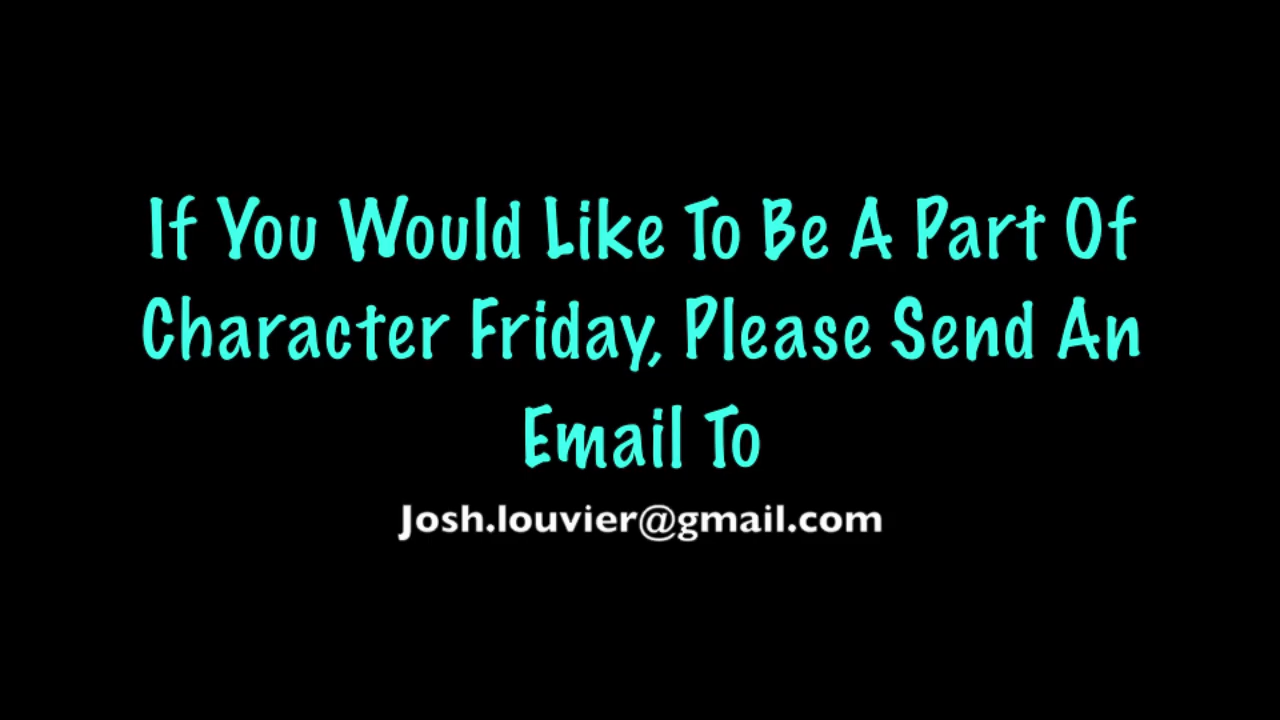 If You Would Like To Be A Part Of
Character Friday, Please Send An
Email To
Josh.louvier@gmail.com